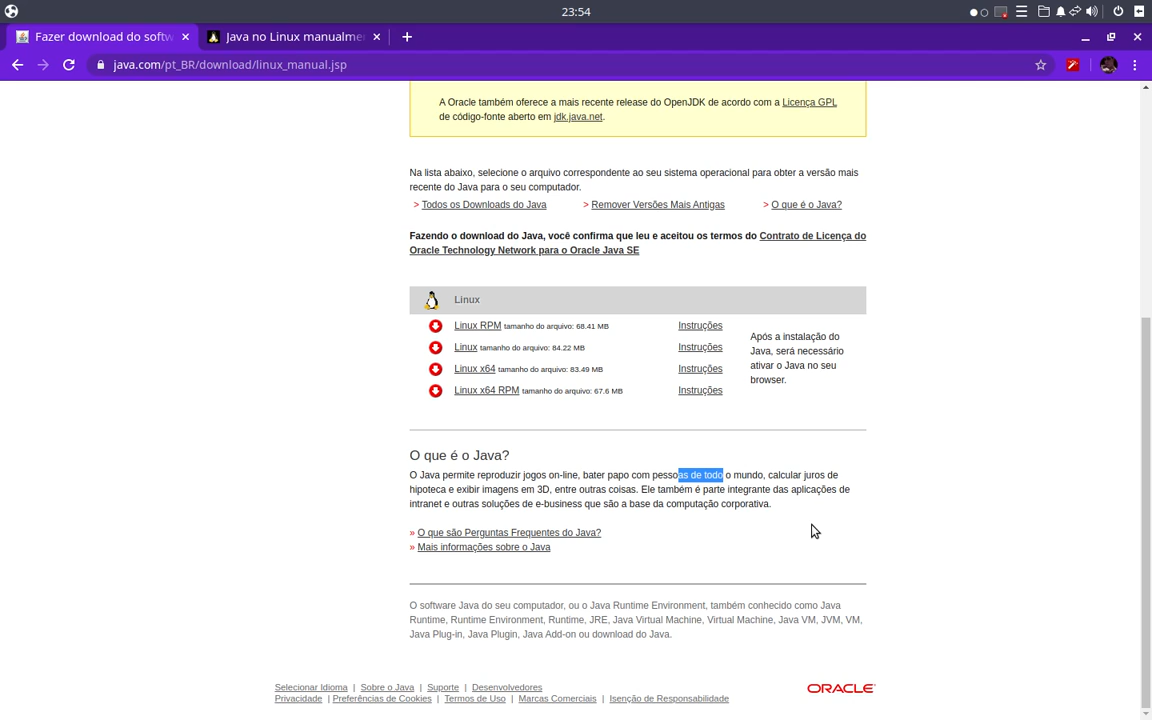 23:54
Fazer download do softw
Java no Linux manualme
java.com/pt_BR/download/linux_manual.jsp
A Oracle também oferece a mais recente release do OpenJDK de acordo com a Licença GPL
de código-fonte aberto em jdk.java.net.
Na lista abaixo, selecione o arquivo correspondente ao seu sistema operacional para obter a versão mais
recente do Java para o seu computador.
> Todos os Downloads do Java > Remover Versões Mais Antigas > O que é o Java?
Fazendo o download do Java, você confirma que leu e aceitou os termos do Contrato de Licença do
Oracle Technology Network para o Oracle Java SE
Linux
Linux RPM tamanho do arquivo: 68.41 MB Instruções
Linux tamanho do arquivo: 84.22 MB Instruções
Linux x64 tamanho do arquivo: 83.49 MB Instruções
Linux x64 RPM tamanho do arquivo: 67.6 MB Instruções
Após a instalação do
Java, será necessário
ativar o Java no seu
browser.
O que é o Java?
O Java permite reproduzir jogos on-line, bater papo com pessoas de todo o mundo, calcular juros de
hipoteca e exibir imagens em 3D, entre outras coisas. Ele também é parte integrante das aplicações de
intranet e outras soluções de e-business que são a base da computação corporativa.
» O que são Perguntas Frequentes do Java?
» Mais informações sobre o Java
O software Java do seu computador, ou o Java Runtime Environment, também conhecido como Java
Runtime, Runtime Environment, Runtime, JRE, Java Virtual Machine, Virtual Machine, Java VM, JVM, VM,
Java Plug-in, Java Plugin, Java Add-on ou download do Java.
Selecionar Idioma | Sobre o Java | Suporte | Desenvolvedores
Privacidade | Preferências de Cookies | Termos de Uso | Marcas Comerciais | Isenção de Responsabilidade
ORACLE